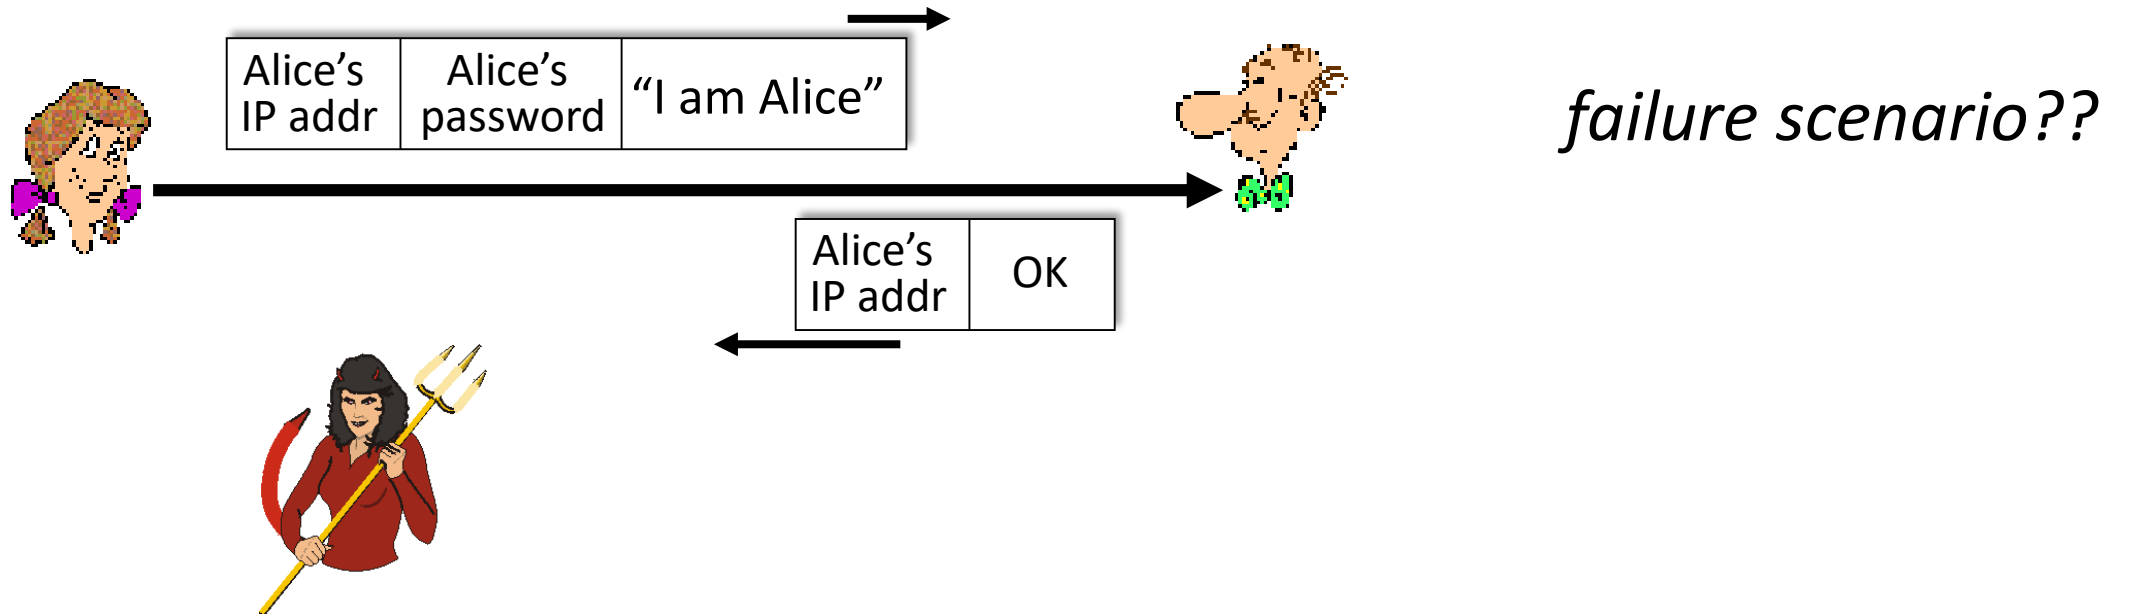 Alice’s
IP addr
Alice’s
password
“I am Alice”
failure scenario??
Alice’s
IP addr
OK